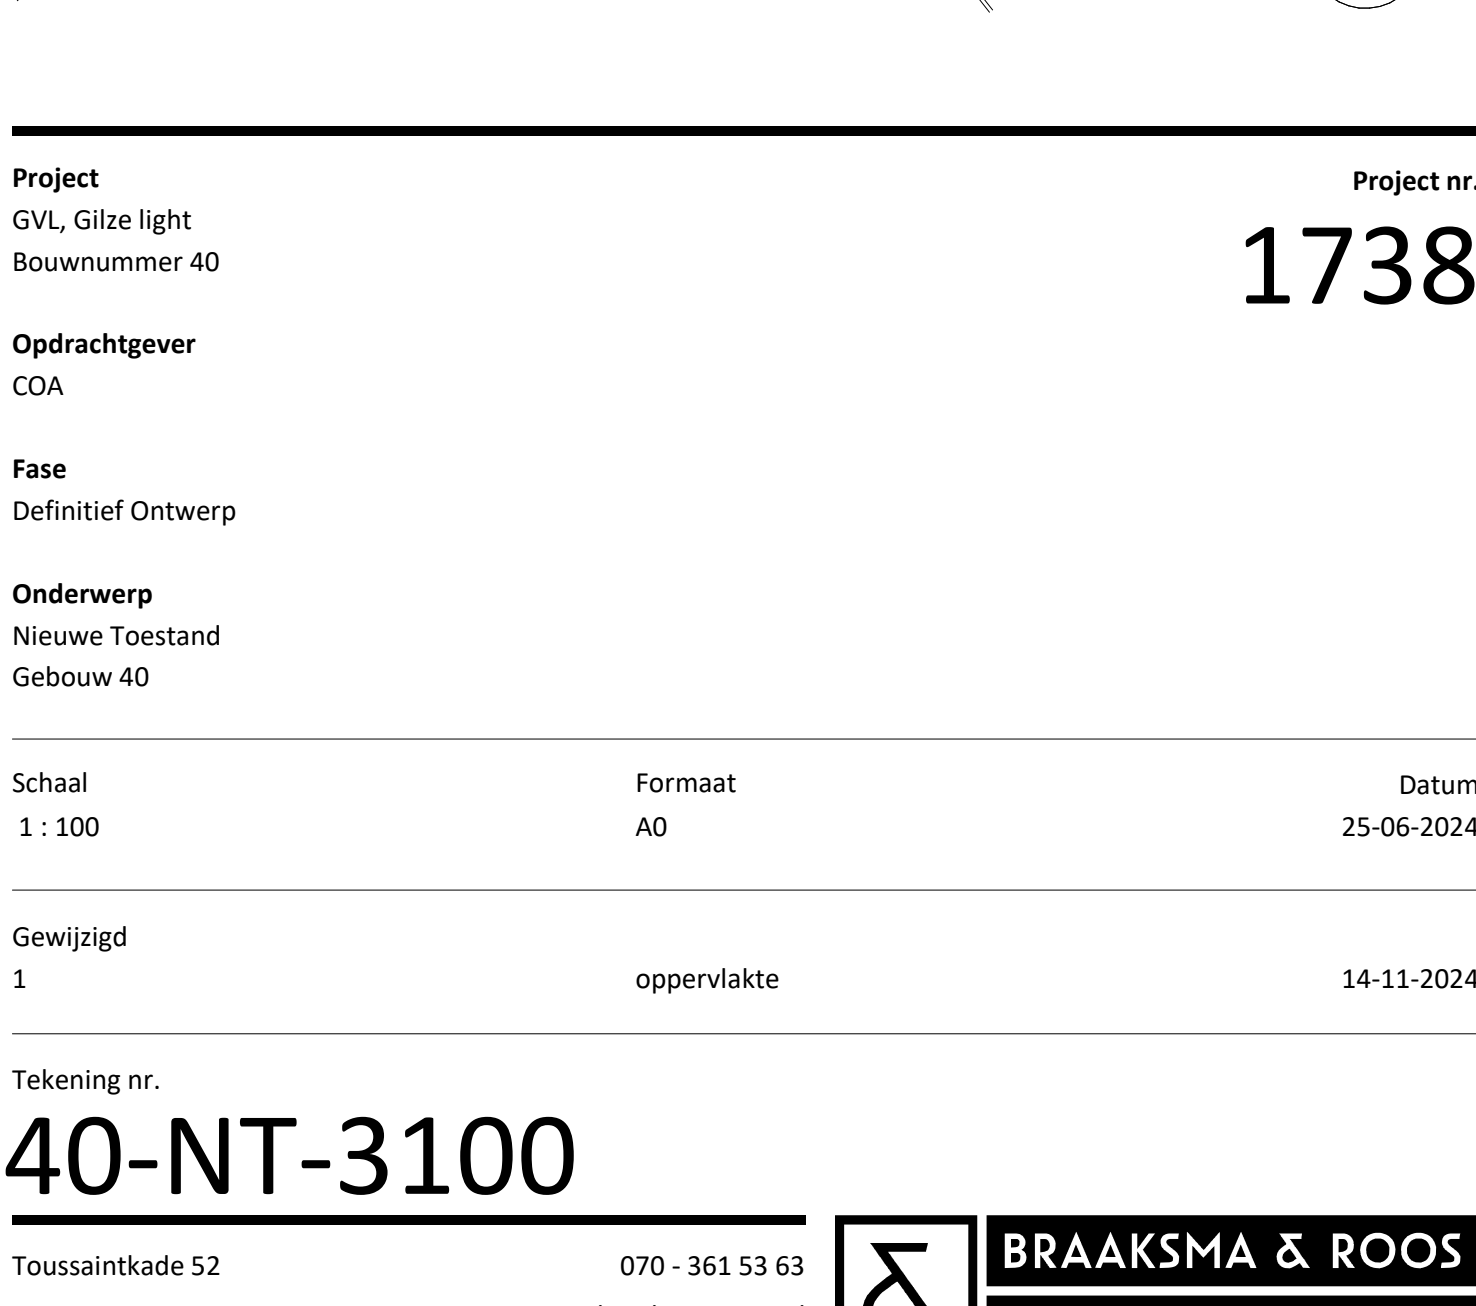 Project
Project nr.
GVL, Gilze light
1738
Bouwnummer 40
Opdrachtgever
COA
Fase
Definitief Ontwerp
Onderwerp
Nieuwe Toestand
Gebouw 40
Schaal Formaat Datum
1 : 100 A0 25-06-2024
Gewijzigd
1 oppervlakte 14-11-2024
Tekening nr.
40-NT-3100
Toussaintkade 52 070 - 361 53 63
BRAAKSMA & ROOS